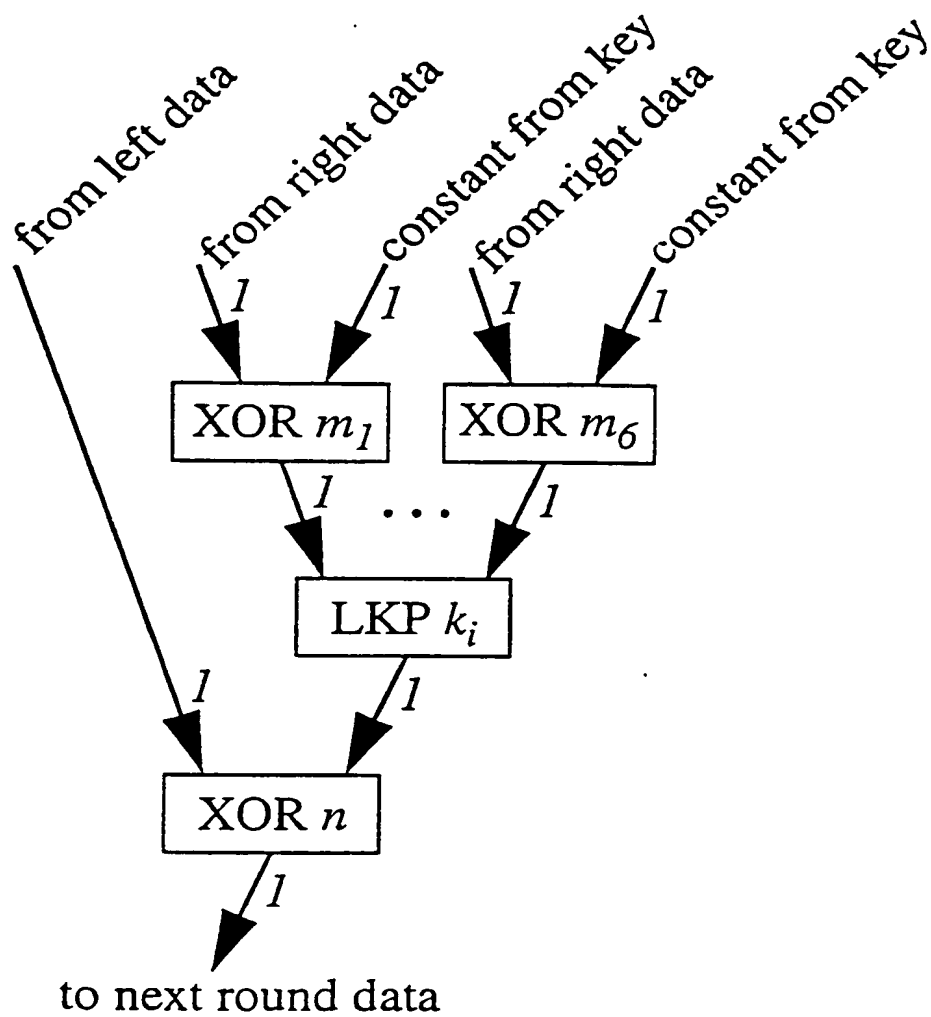 from left data
from right data
constant from key
from right data
constant from key
1
1
1
1
XOR m1
XOR m6
1
...
1
LKP ki
1
1
XOR n
1
to next round data